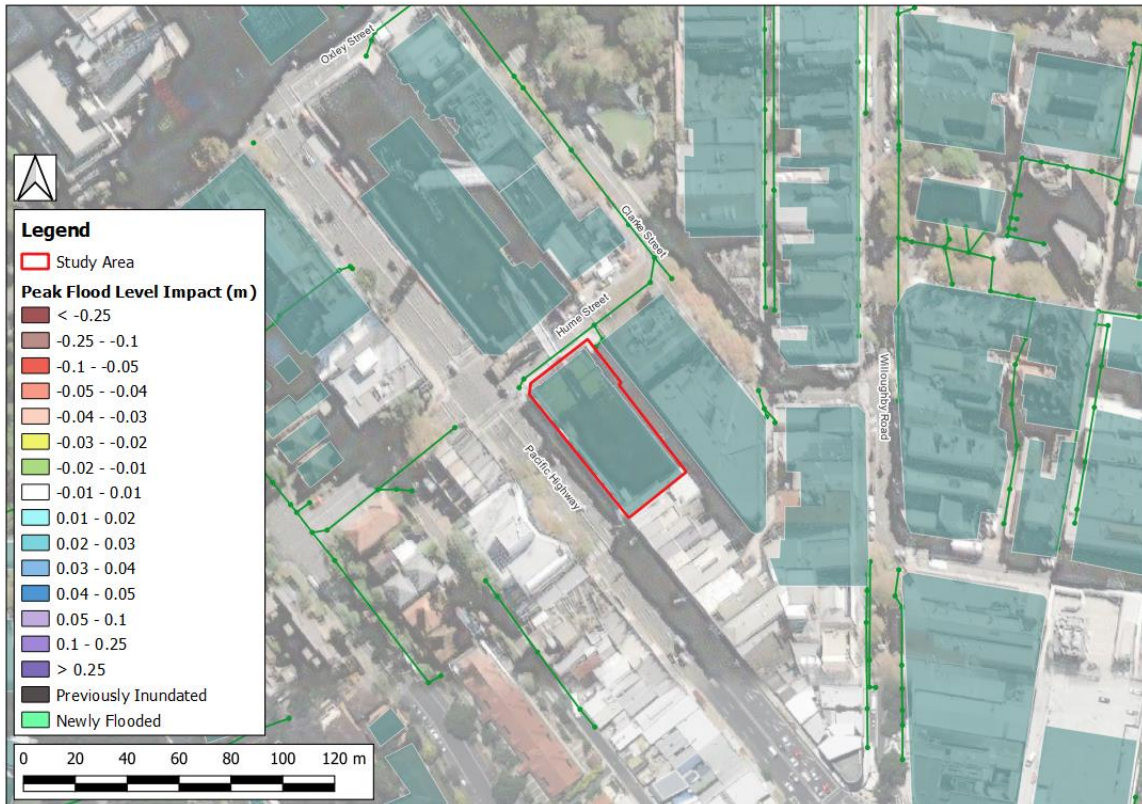 Oxley Street
Clarke Street
Hume Street
Willoughby Road
Pacific Highway
Legend
Study Area
Peak Flood Level Impact (m)
< -0.25
-0.25 - -0.1
-0.1 - -0.05
-0.05 - -0.04
-0.04 - -0.03
-0.03 - -0.02
-0.02 - -0.01
-0.01 - 0.01
0.01 - 0.02
0.02 - 0.03
0.03 - 0.04
0.04 - 0.05
0.05 - 0.1
0.1 - 0.25
> 0.25
Previously Inundated
Newly Flooded
0 20 40 60 80 100 120 m